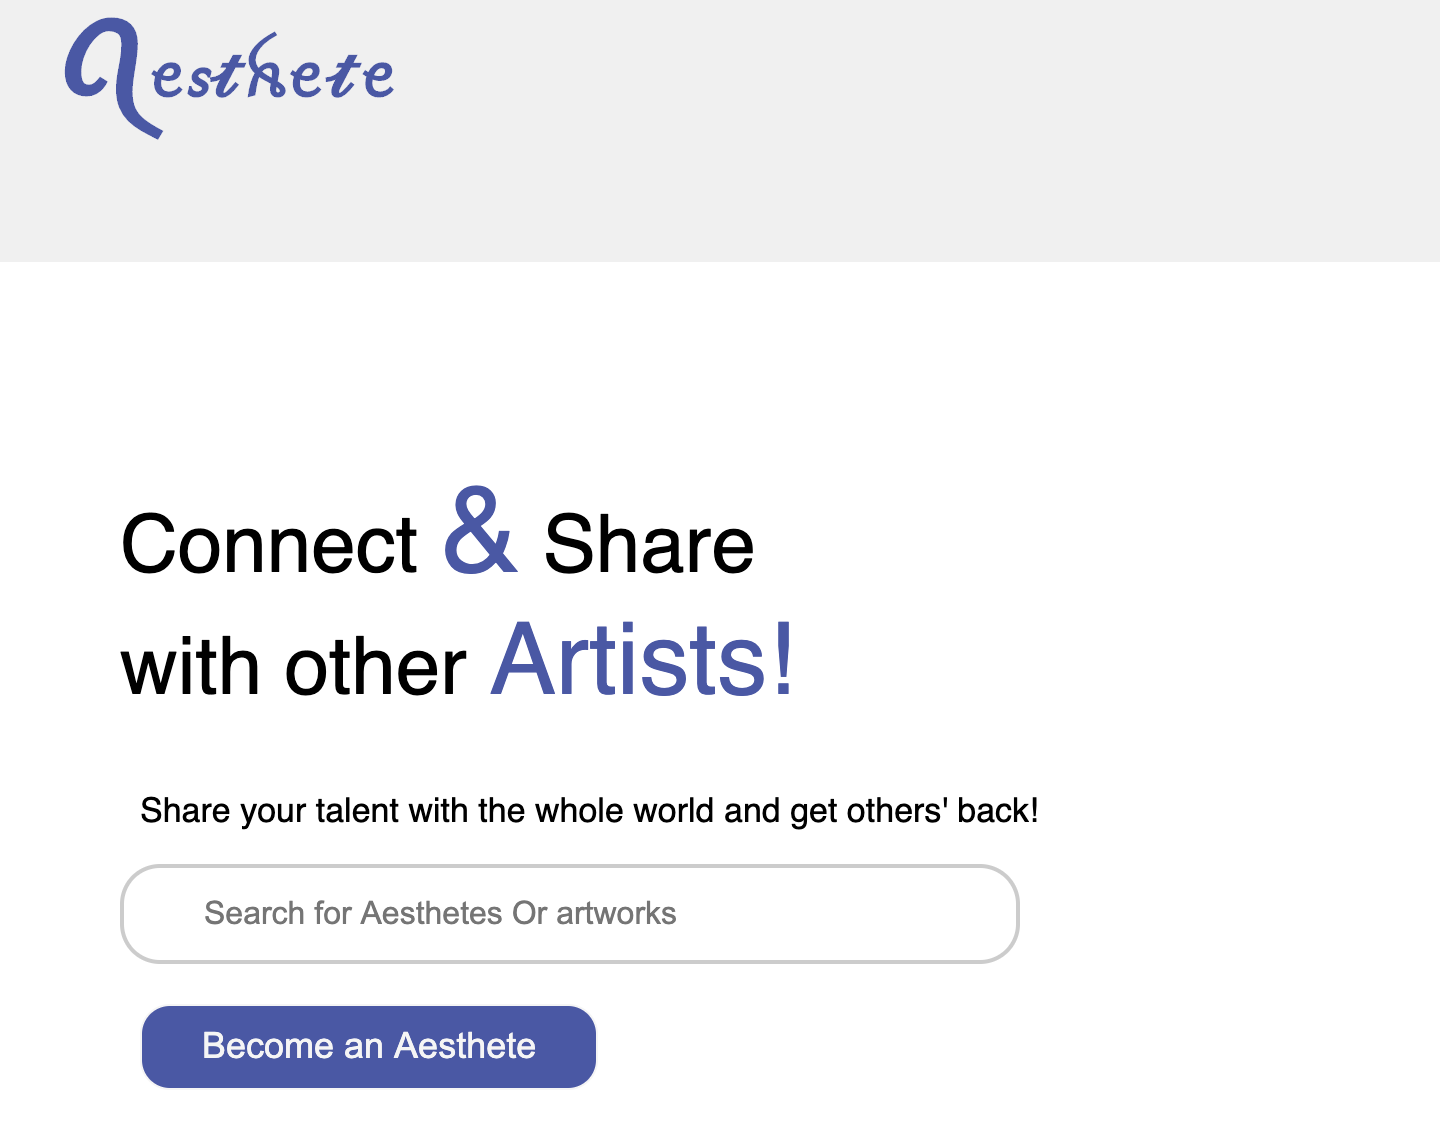 Aesthete
Connect & Share
with other Artists!
Share your talent with the whole world and get others' back!
Search for Aesthetes Or artworks
Become an Aesthete